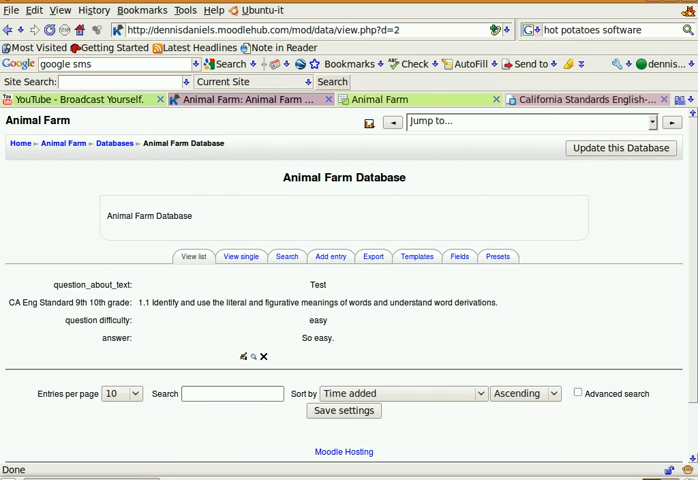 File Edit View History Bookmarks Tools Help Ubuntu-it
http://dennisdaniels.moodlehub.com/mod/data/view.php?d=2 hot potatoes software
Most Visited Getting Started Latest Headlines Note in Reader
Google google sms Search Bookmarks Check AutoFill Send to dennis...
Site Search: Current Site Search
YouTube - Broadcast Yourself. Animal Farm: Animal Farm ... Animal Farm California Standards English-...
Animal Farm Jump to...
Home Animal Farm Databases Animal Farm Database Update this Database
Animal Farm Database
Animal Farm Database
View list View single Search Add entry Export Templates Fields Presets
question_about_text: Test
CA Eng Standard 9th 10th grade: 1.1 Identify and use the literal and figurative meanings of words and understand word derivations.
question difficulty: easy
answer: So easy.
Entries per page 10 Search Sort by Time added Ascending Advanced search
Save settings
Moodle Hosting
Done